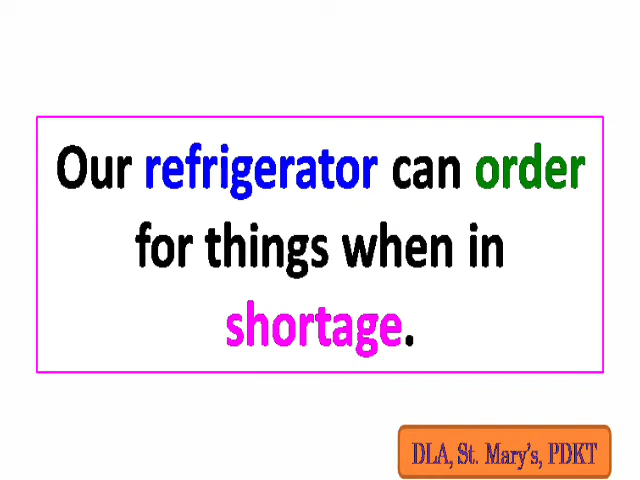 Our refrigerator can order
for things when in
shortage.
DLA, St. Mary's, PDKT